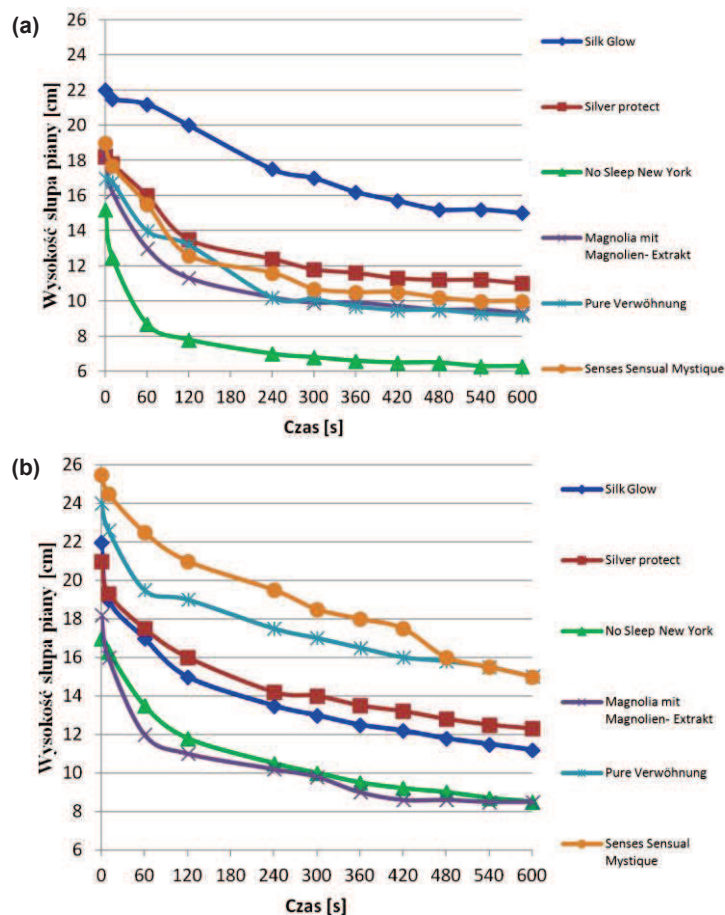 (a)
Wysokość słupa piany [cm]
26
24
22
20
18
16
14
12
10
8
6
0 60 120 180 240 300 360 420 480 540 600
Czas [s]
Silk Glow
Silver protect
No Sleep New York
Magnolia mit
Magnolien- Extrakt
Pure Verwöhnung
Senses Sensual Mystique
(b)
Wysokość słupa piany [cm]
26
24
22
20
18
16
14
12
10
8
6
0 60 120 180 240 300 360 420 480 540 600
Czas [s]
Silk Glow
Silver protect
No Sleep New York
Magnolia mit
Magnolien- Extrakt
Pure Verwöhnung
Senses Sensual
Mystique